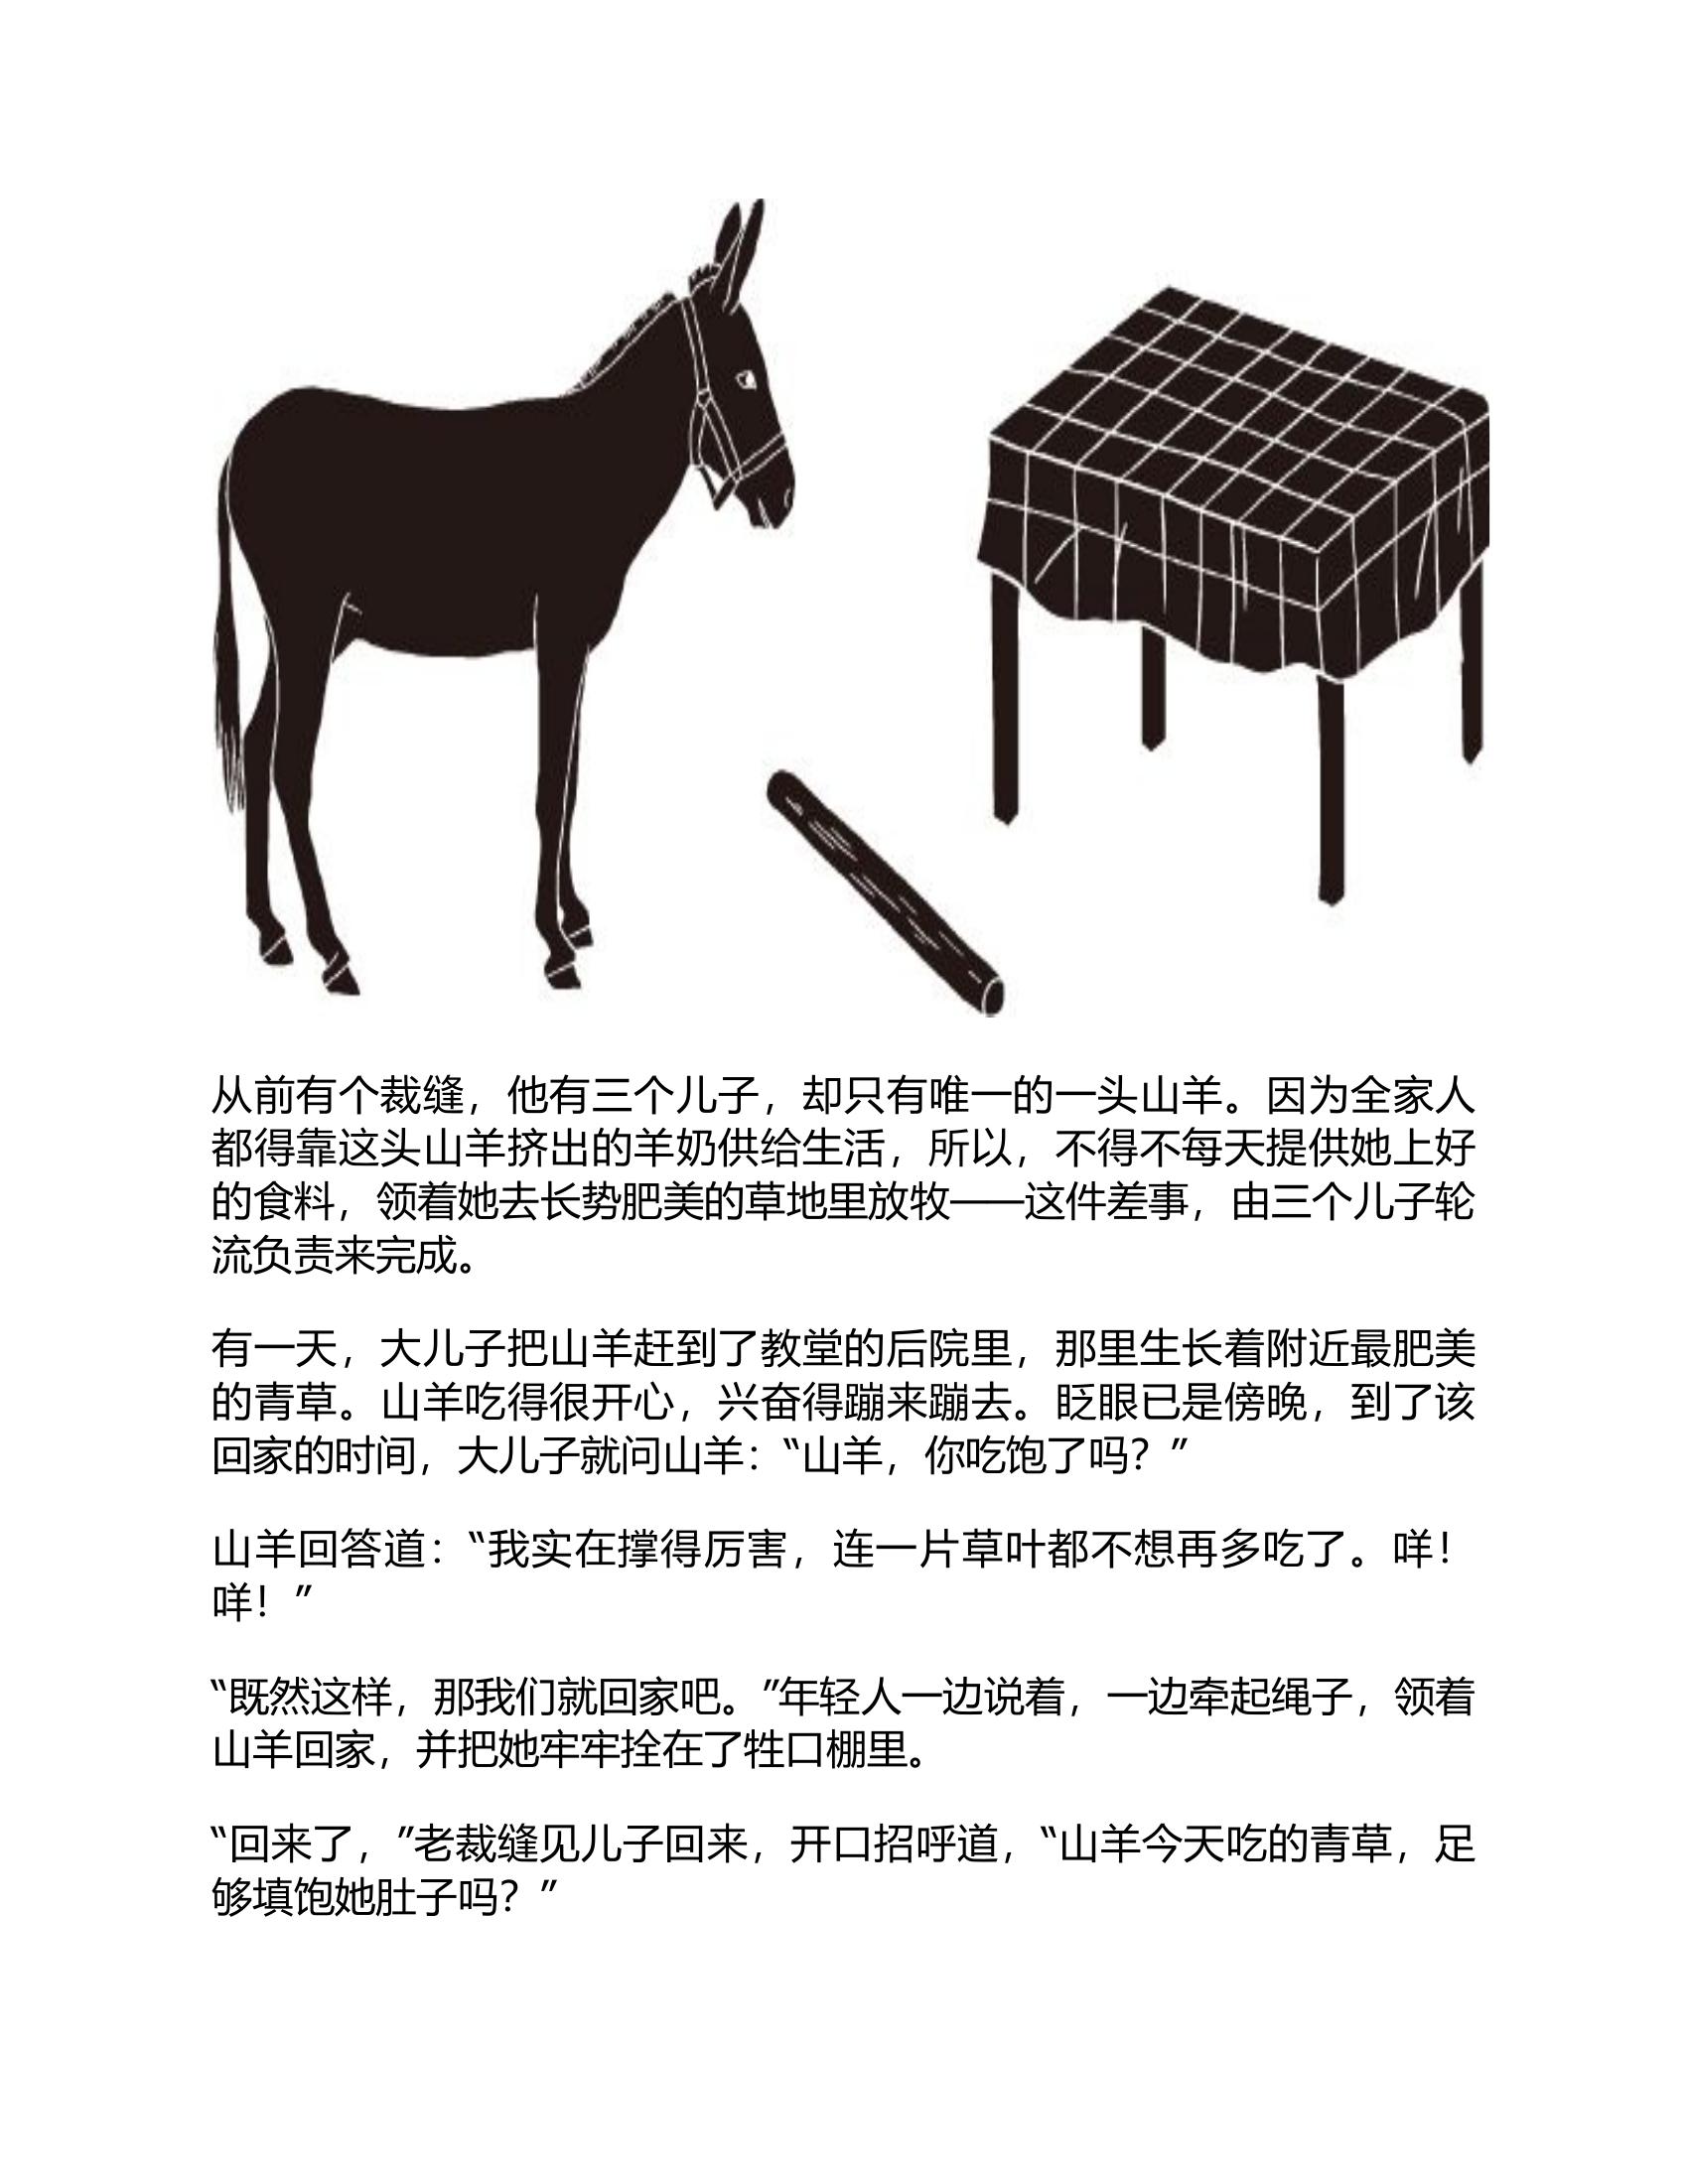 从前有个裁缝，他有三个儿子，却只有唯一的一头山羊。因为全家人
都得靠这头山羊挤出的羊奶供给生活，所以，不得不每天提供她上好
的食料，领着她去长势肥美的草地里放牧——这件差事，由三个儿子轮
流负责来完成。
有一天，大儿子把山羊赶到了教堂的后院里，那里生长着附近最肥美
的青草。山羊吃得很开心，兴奋得蹦来蹦去。眨眼已是傍晚，到了该
回家的时间，大儿子就问山羊：“山羊，你吃饱了吗？”
山羊回答道：“我实在撑得厉害，连一片草叶都不想再多吃了。咩！
咩！”
“既然这样，那我们就回家吧。”年轻人一边说着，一边牵起绳子，领着
山羊回家，并把她牢牢拴在了牲口棚里。
“回来了，”老裁缝见儿子回来，开口招呼道，“山羊今天吃的青草，足
够填饱她肚子吗？”